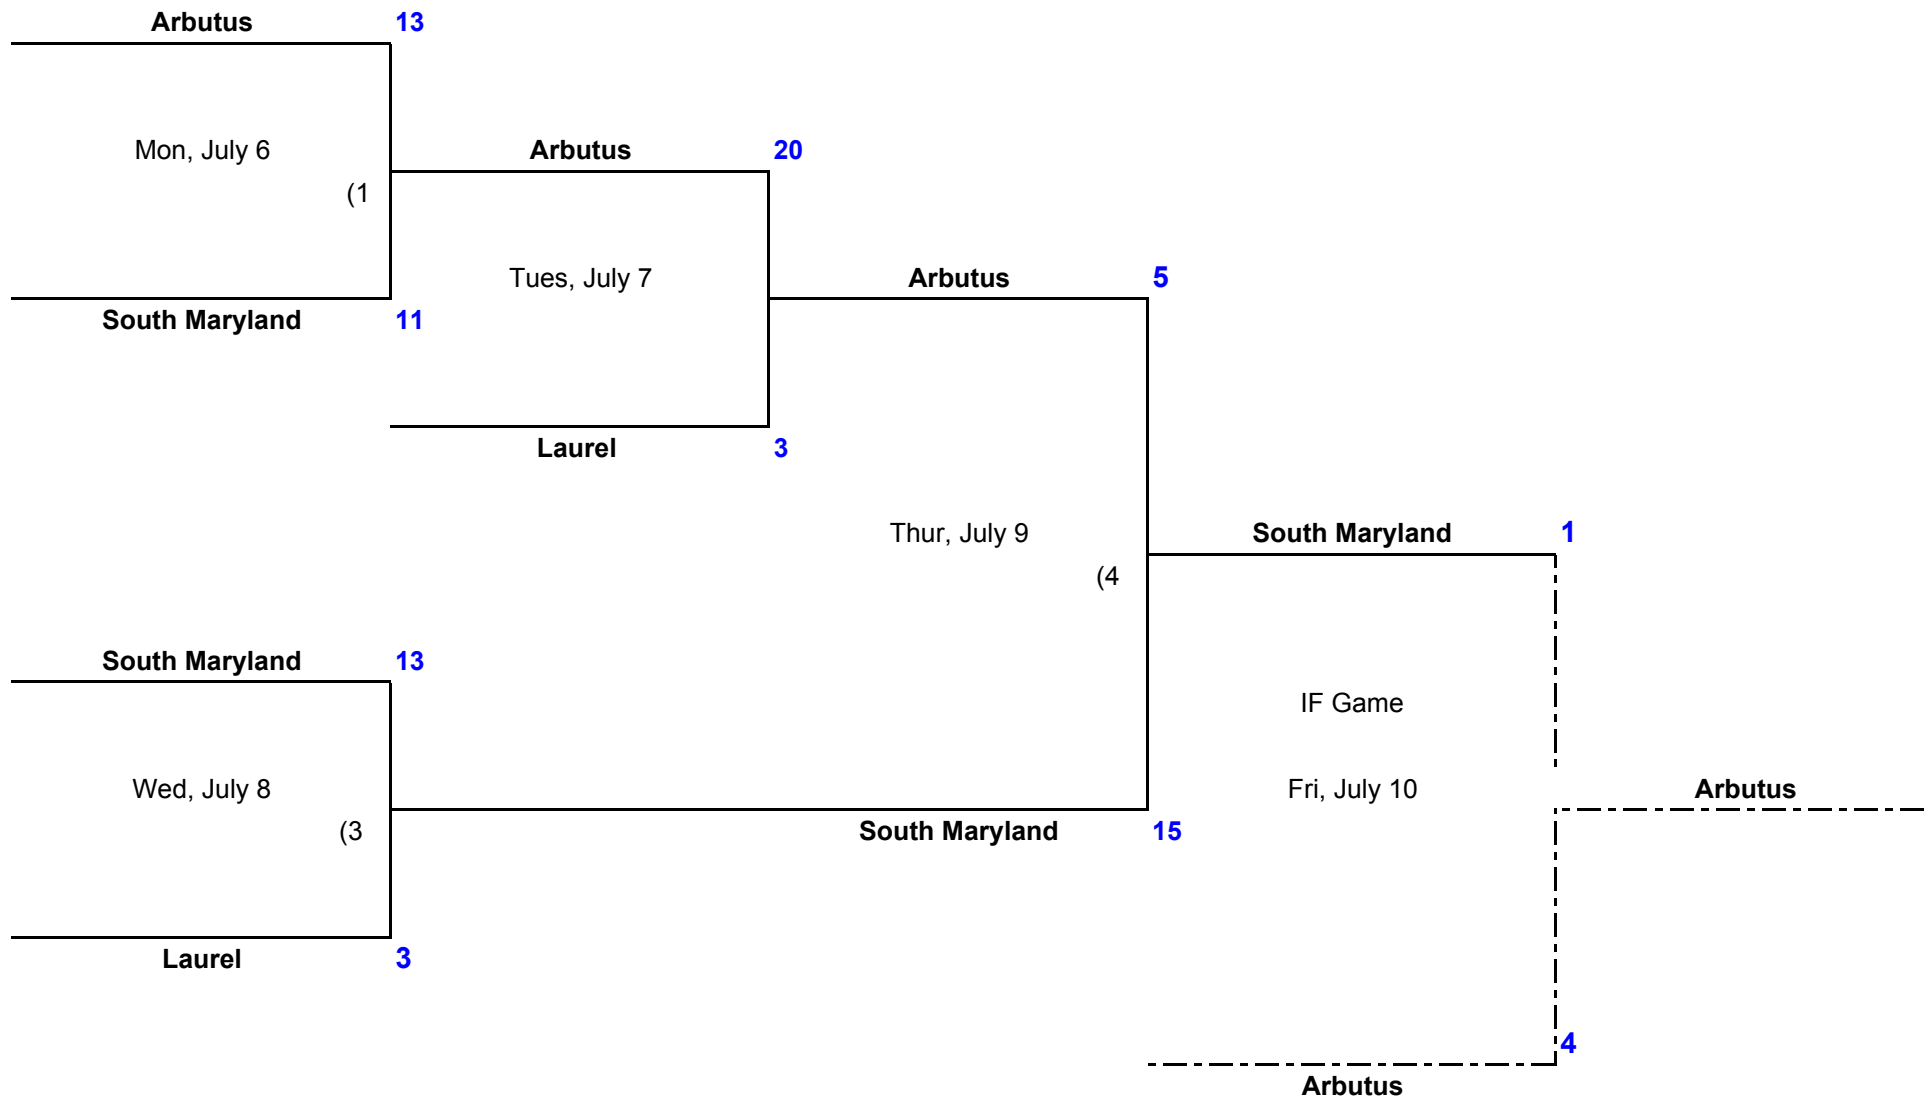 Arbutus 13
Mon, July 6
Arbutus 20
(1
Tues, July 7
Arbutus 5
South Maryland 11
Laurel 3
Thur, July 9
South Maryland 1
(4
South Maryland 13
IF Game
Wed, July 8
Fri, July 10
Arbutus
(3
South Maryland 15
Laurel 3
4
Arbutus